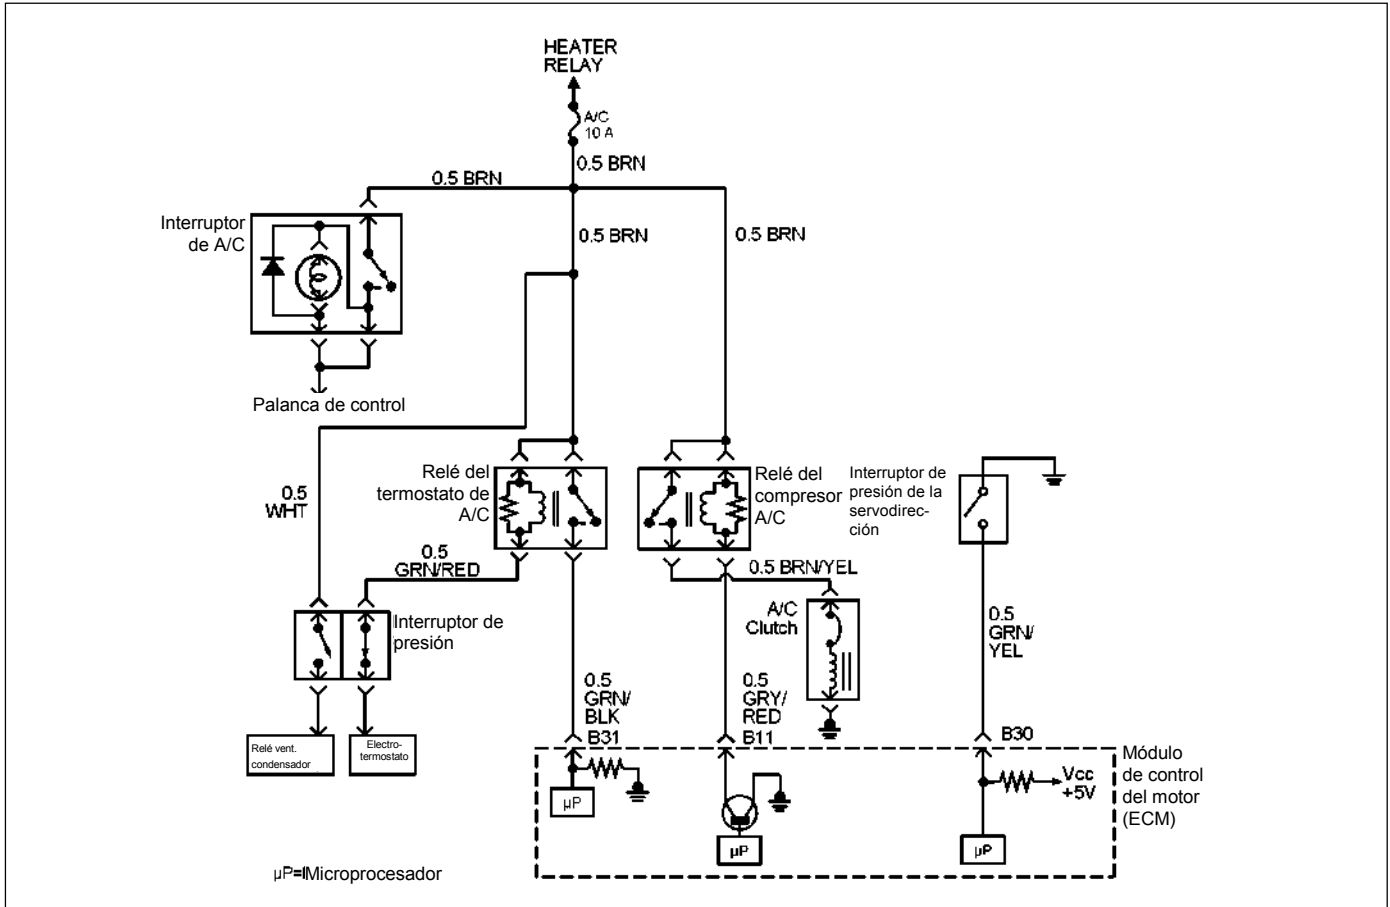 HEATER
RELAY
A/C
10 A
0.5 BRN
0.5 BRN
Interruptor
de A/C
0.5 BRN
0.5 BRN
Palanca de control
Relé del
termostato de
A/C
Relé del
compresor
A/C
Interruptor de
presión de la
servodirec-
ción
0.5
WHT
0.5
GRN/RED
0.5 BRN/YEL
Interruptor de
presión
A/C
Clutch
0.5
GRN/
YEL
0.5
GRN/
BLK
0.5
GRY/
RED
B31
B11
B30
Relé vent.
condensador
Electro-
termostato
Módulo
de control
del motor
(ECM)
Vcc
+5V
µP
µP
µP
µP=Microprocesador